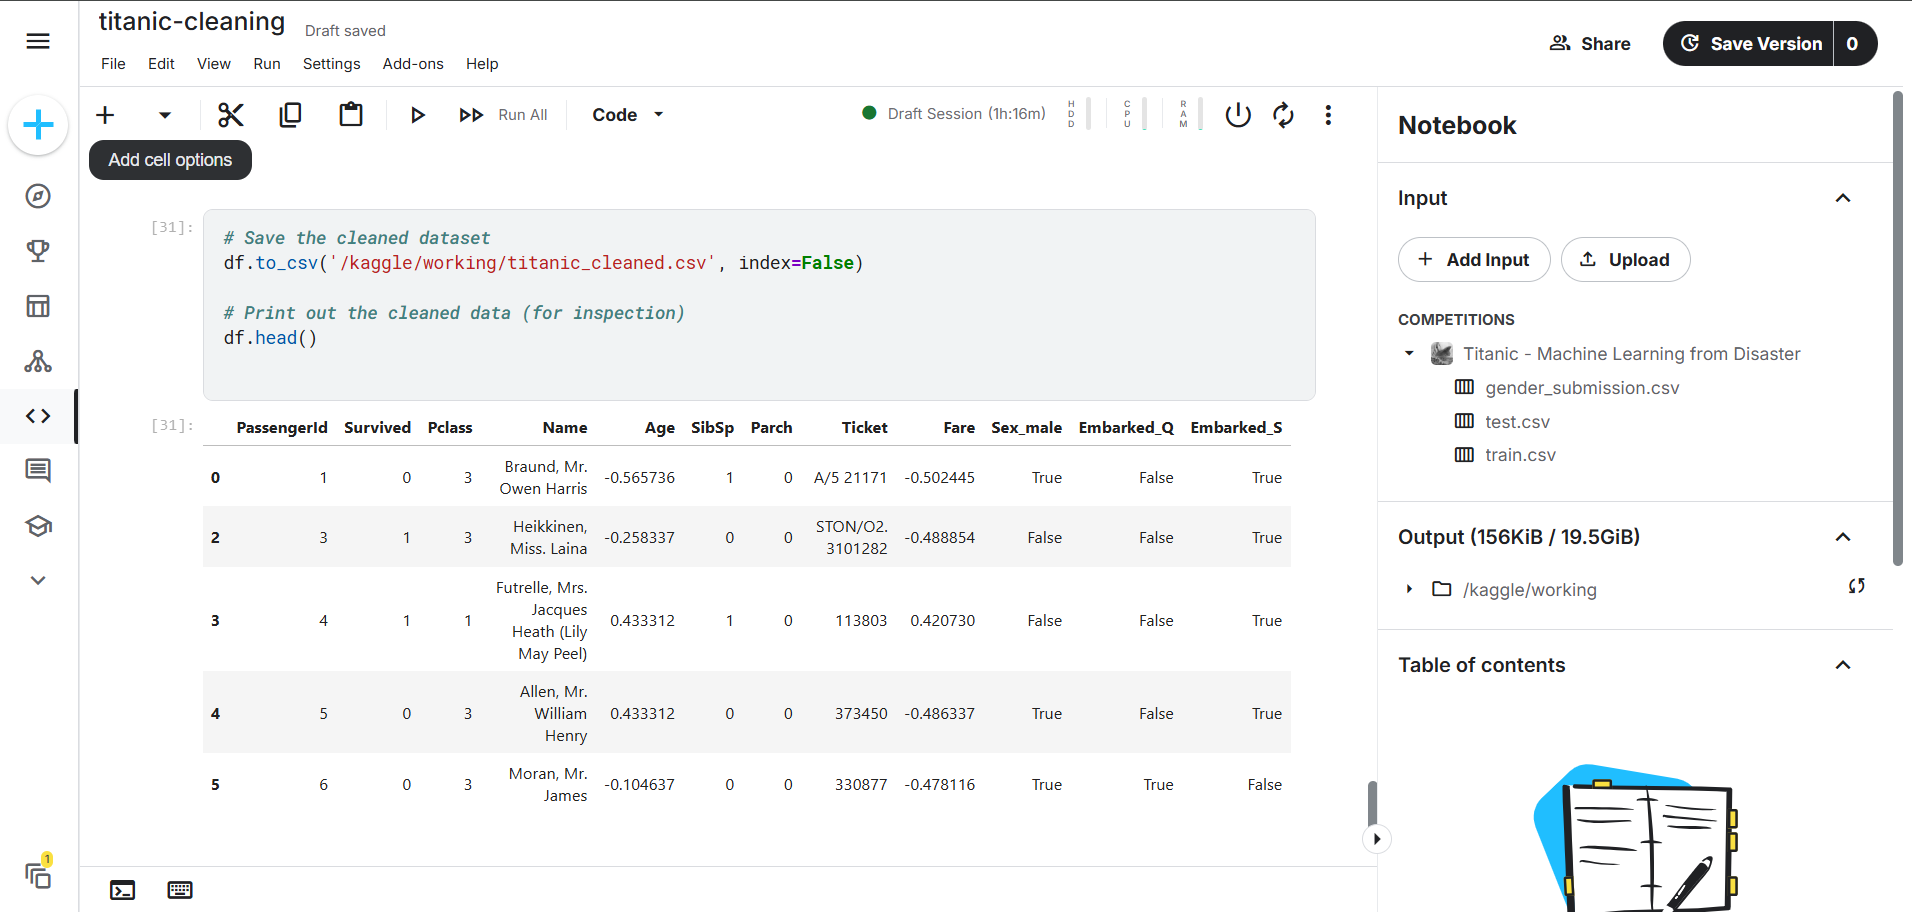 titanic-cleaning
Draft saved
File Edit View Run Settings Add-ons Help
Share
Save Version 0
Run All
Code
Draft Session (1h:16m)
HDD
CPU
RAM
Add cell options
[31]:
# Save the cleaned dataset
df.to_csv('/kaggle/working/titanic_cleaned.csv', index=False)
# Print out the cleaned data (for inspection)
df.head()
[31]:
PassengerId Survived Pclass Name Age SibSp Parch Ticket Fare Sex_male Embarked_Q Embarked_S
0 1 0 3 Braund, Mr. Owen Harris -0.565736 1 0 A/5 21171 -0.502445 True False True
2 3 1 3 Heikkinen, Miss. Laina -0.258337 0 0 STON/O2. 3101282 -0.488854 False False True
3 4 1 1 Futrelle, Mrs. Jacques Heath (Lily May Peel) 0.433312 1 0 113803 0.420730 False False True
4 5 0 3 Allen, Mr. William Henry 0.433312 0 0 373450 -0.486337 True False True
5 6 0 3 Moran, Mr. James -0.104637 0 0 330877 -0.478116 True True False
Notebook
Input
Add Input
Upload
COMPETITIONS
Titanic - Machine Learning from Disaster
gender_submission.csv
test.csv
train.csv
Output (156KiB / 19.5GiB)
/kaggle/working
Table of contents
1